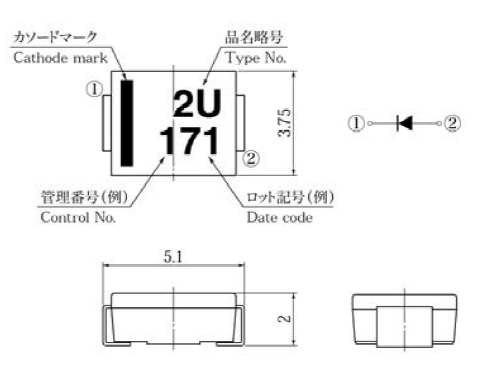 カソードマーク
Cathode mark
品名略号
Type No.
①
2U
171
②
3.75
① ②
管理番号(例)
Control No.
ロット記号(例)
Date code
5.1
2